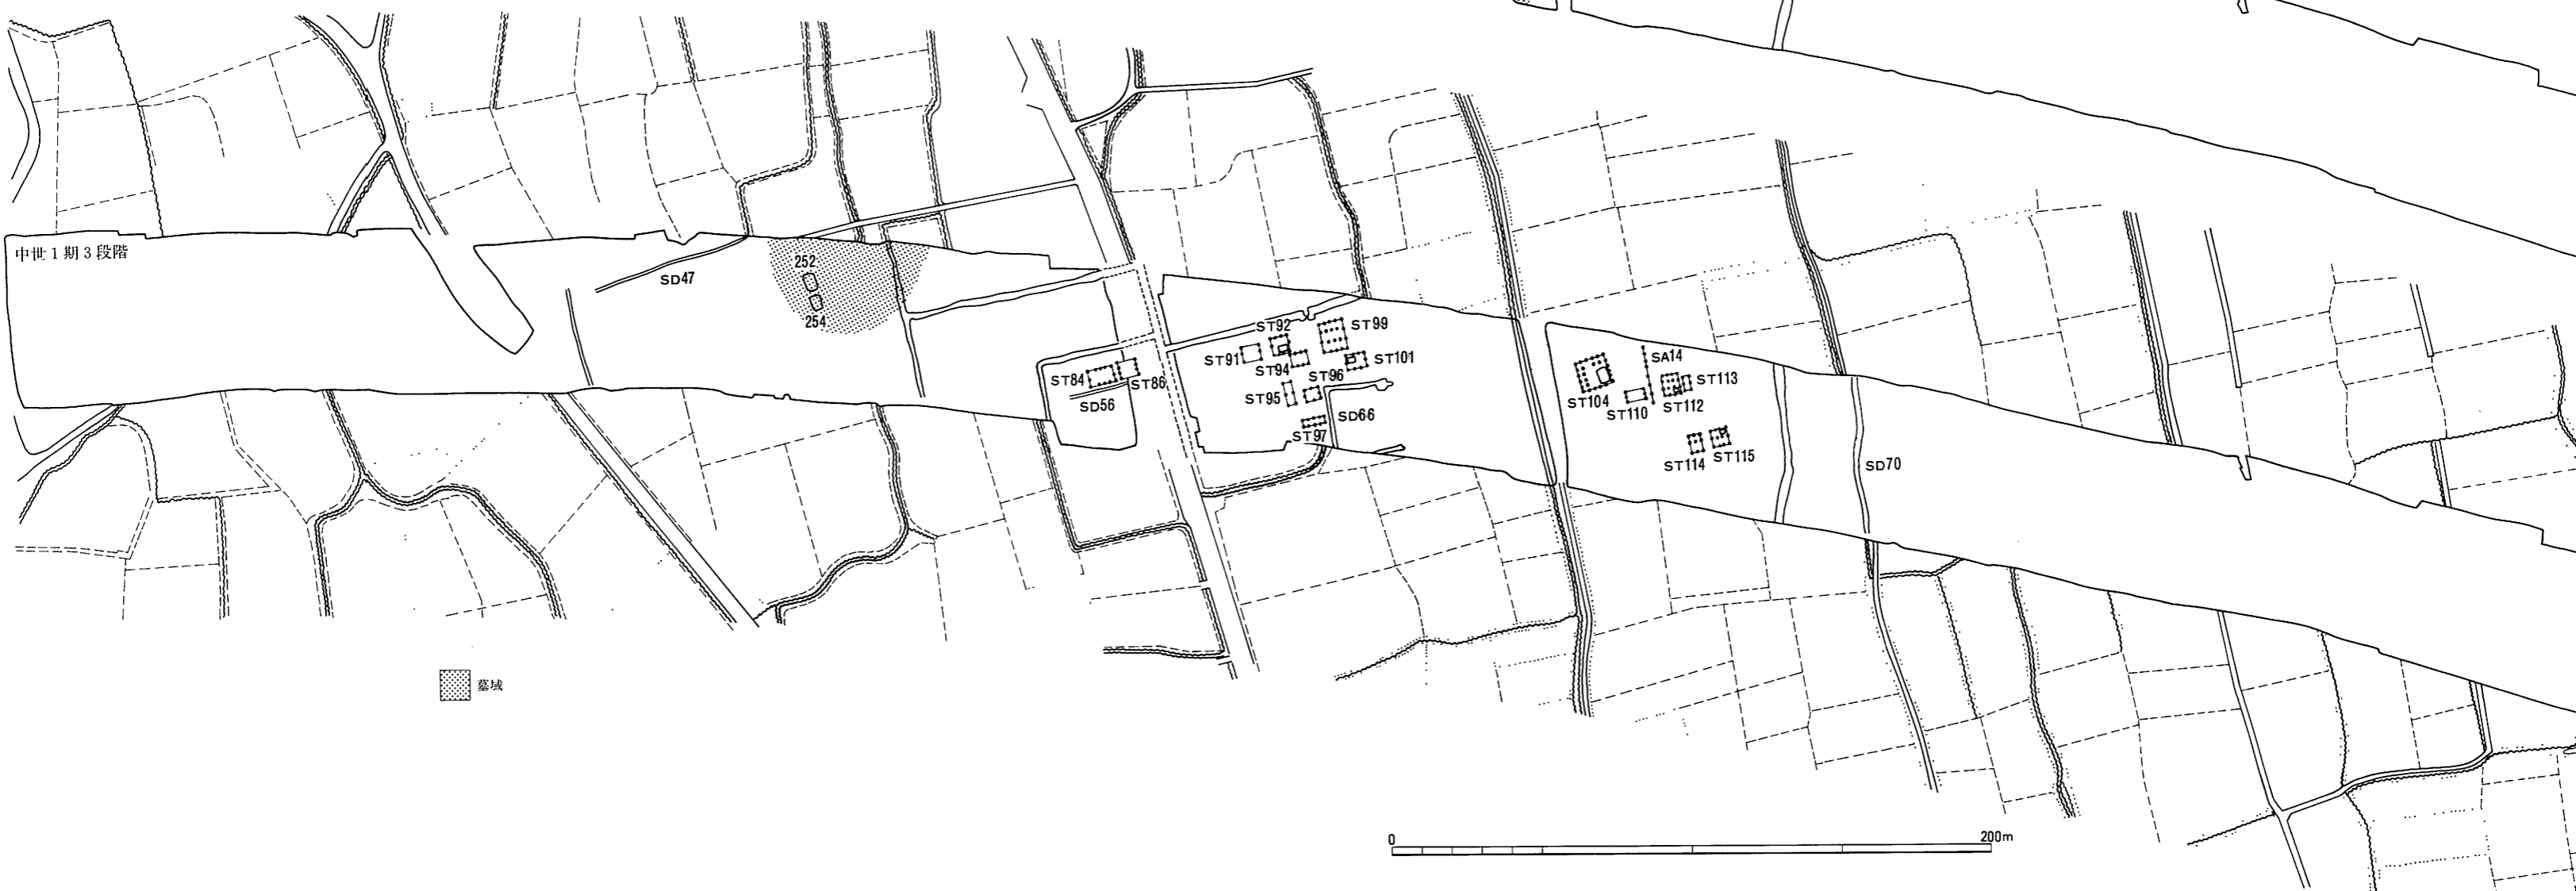 中世1期3段階
252
254
SD47
ST84
ST86
SD56
ST91
ST92
ST94
ST99
ST101
ST95
ST96
SD66
ST97
ST104
SA14
ST110
ST112
ST113
ST114
ST115
SD70
墓域
0
200m